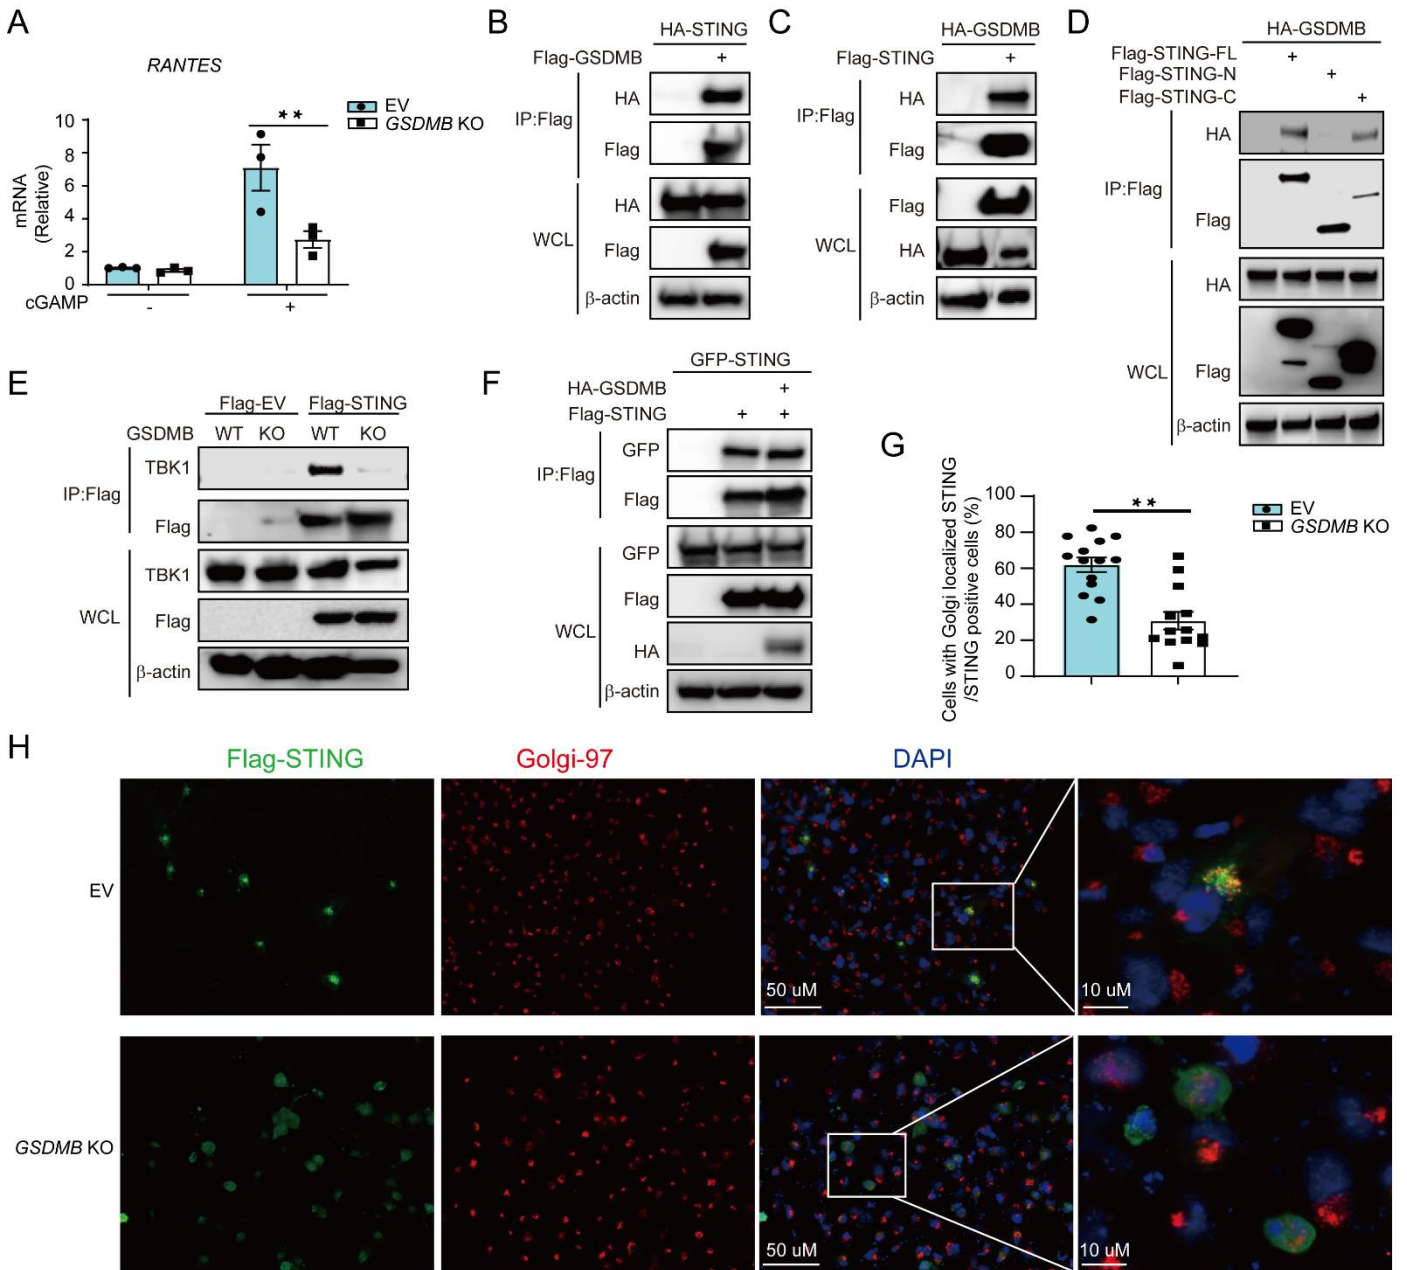 A
RANTES
mRNA
(Relative)
10
8
6
4
2
0
**
EV
GSDMB KO
cGAMP - +
B
HA-STING
Flag-GSDMB +
IP:Flag
HA
Flag
WCL
HA
Flag
β-actin
C
HA-GSDMB
Flag-STING +
IP:Flag
HA
Flag
WCL
Flag
HA
β-actin
D
HA-GSDMB
Flag-STING-FL +
Flag-STING-N +
Flag-STING-C +
IP:Flag
HA
Flag
WCL
HA
Flag
β-actin
E
Flag-EV Flag-STING
GSDMB WT KO WT KO
IP:Flag
TBK1
Flag
WCL
TBK1
Flag
β-actin
F
GFP-STING
HA-GSDMB +
Flag-STING + +
IP:Flag
GFP
Flag
WCL
GFP
Flag
HA
β-actin
G
Cells with Golgi localized STING
/STING positive cells (%)
100
80
60
40
20
0
**
EV
GSDMB KO
H
Flag-STING Golgi-97 DAPI
EV
50 uM
10 uM
GSDMB KO
50 uM
10 uM